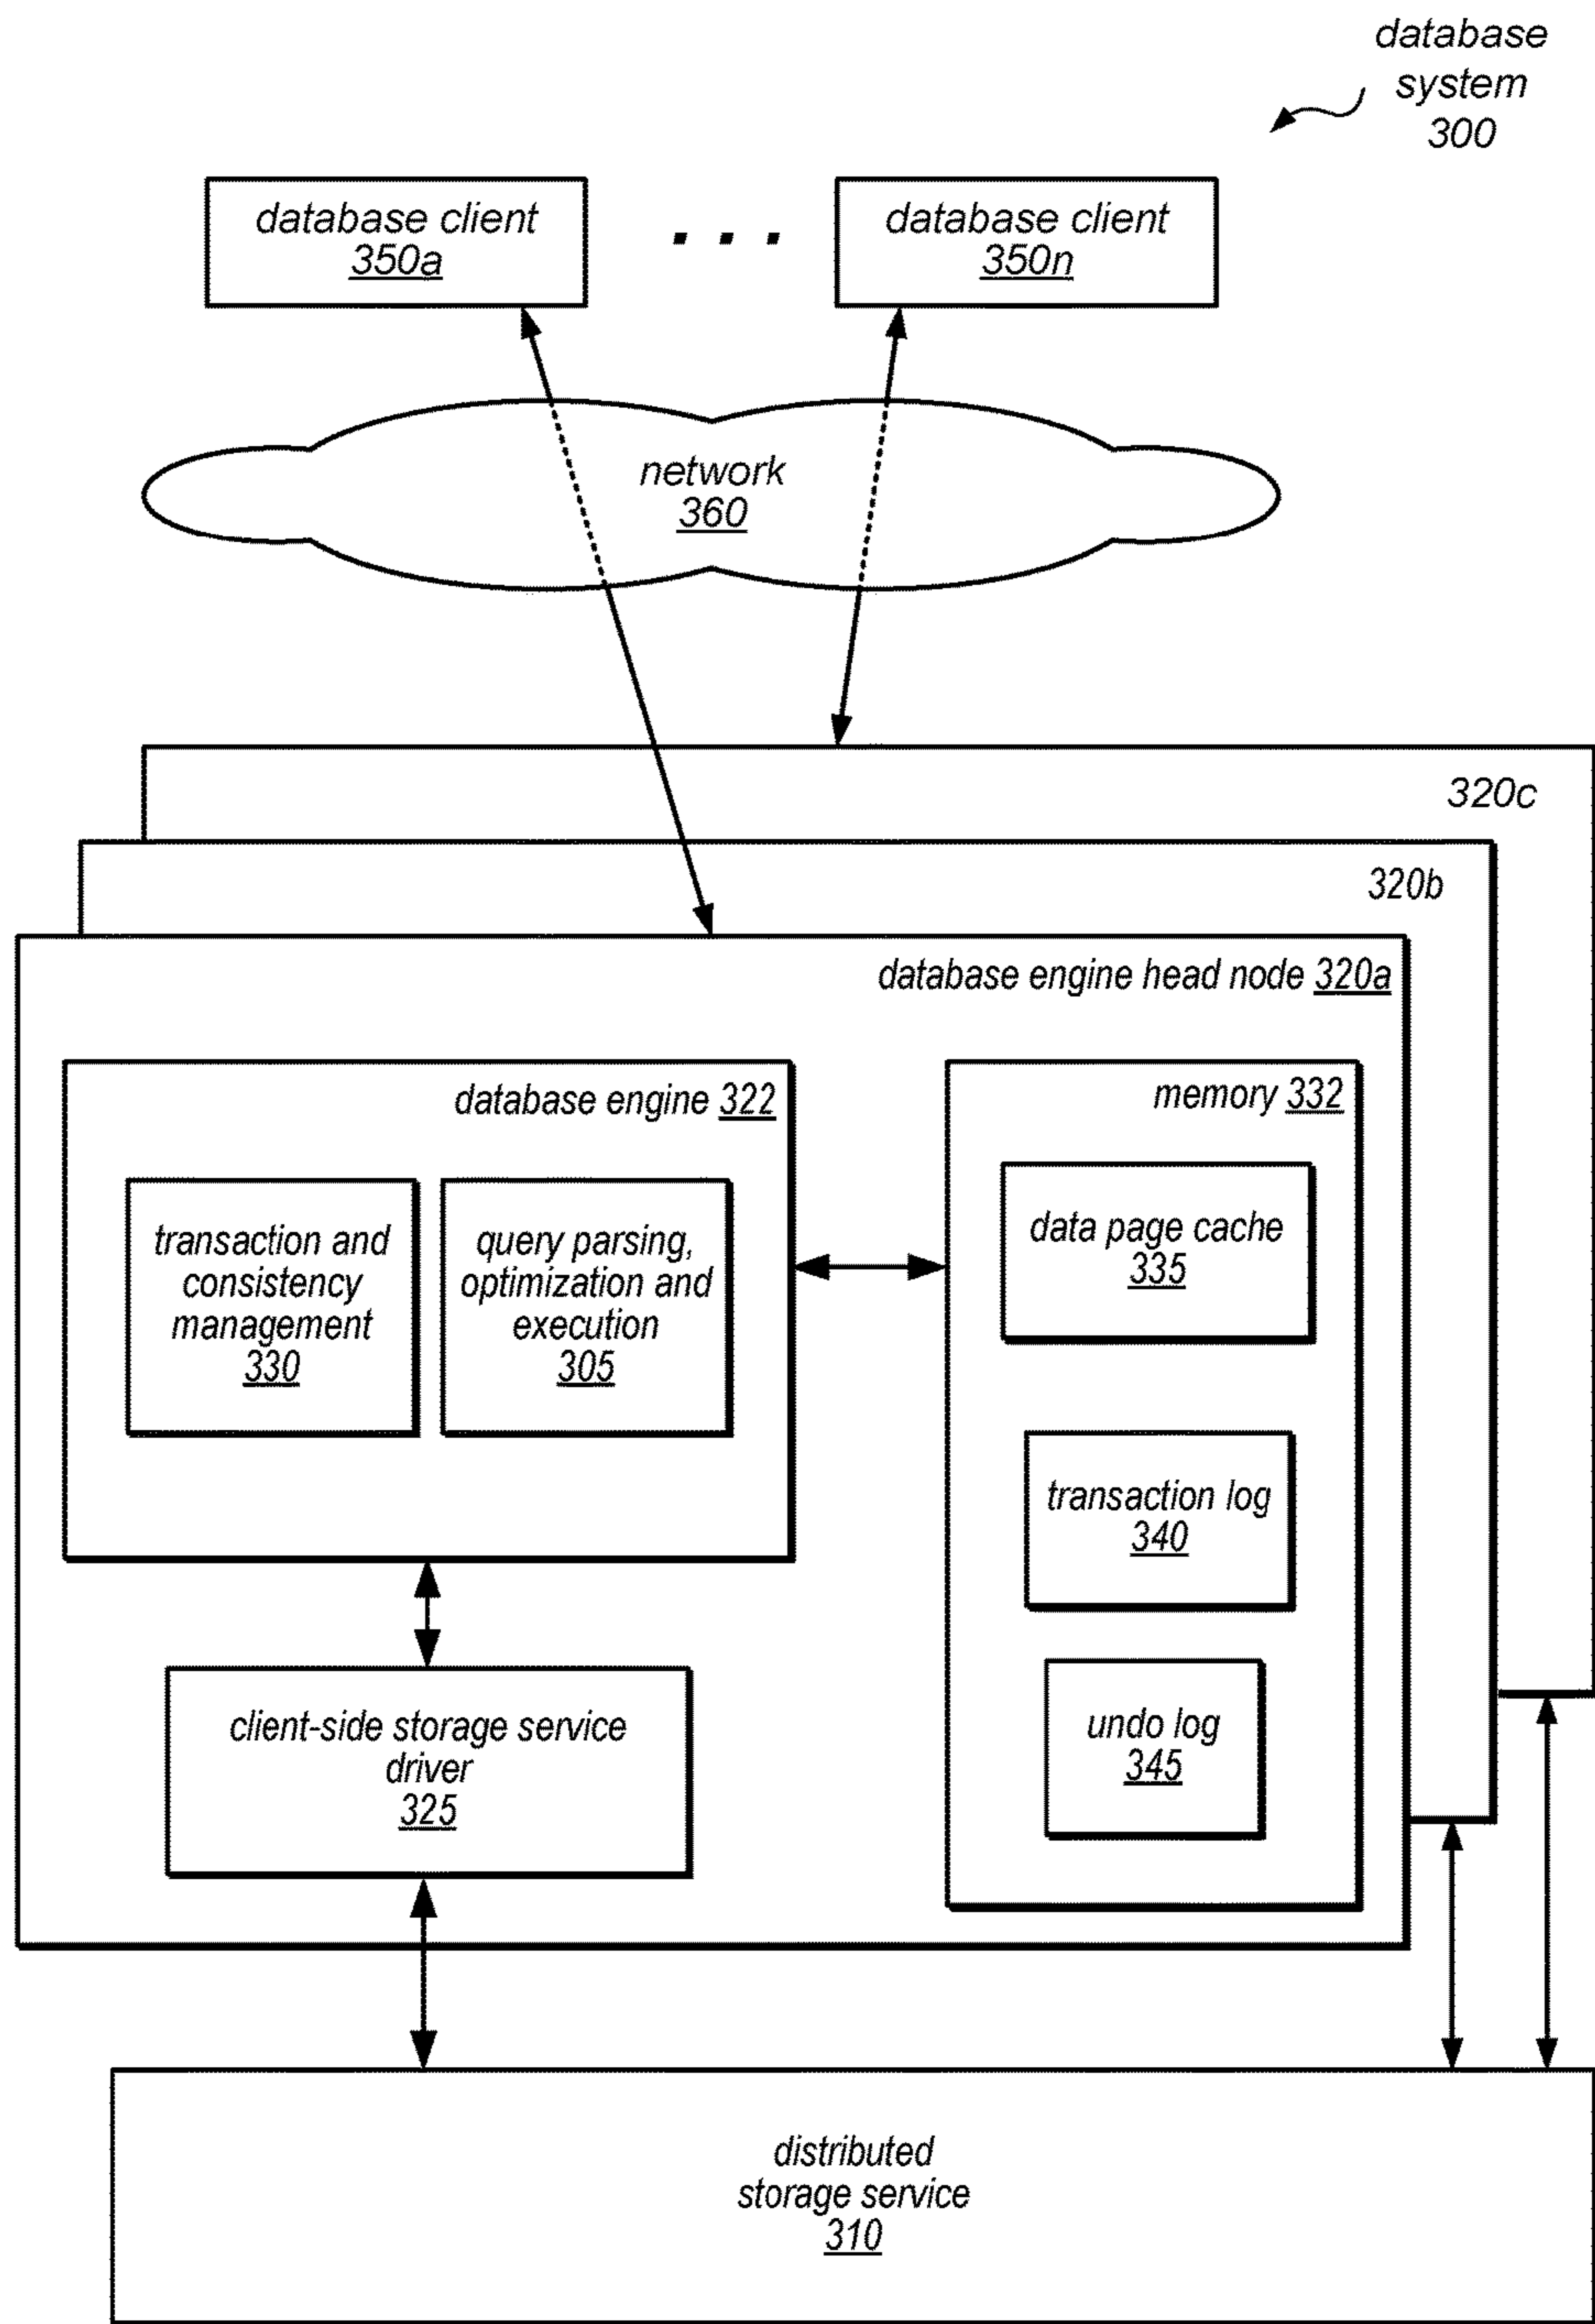 database
system
300
database client
350a
. . .
database client
350n
network
360
320c
320b
database engine head node 320a
database engine 322
transaction and
consistency
management
330
query parsing,
optimization and
execution
305
memory 332
data page cache
335
transaction log
340
undo log
345
client-side storage service
driver
325
distributed
storage service
310